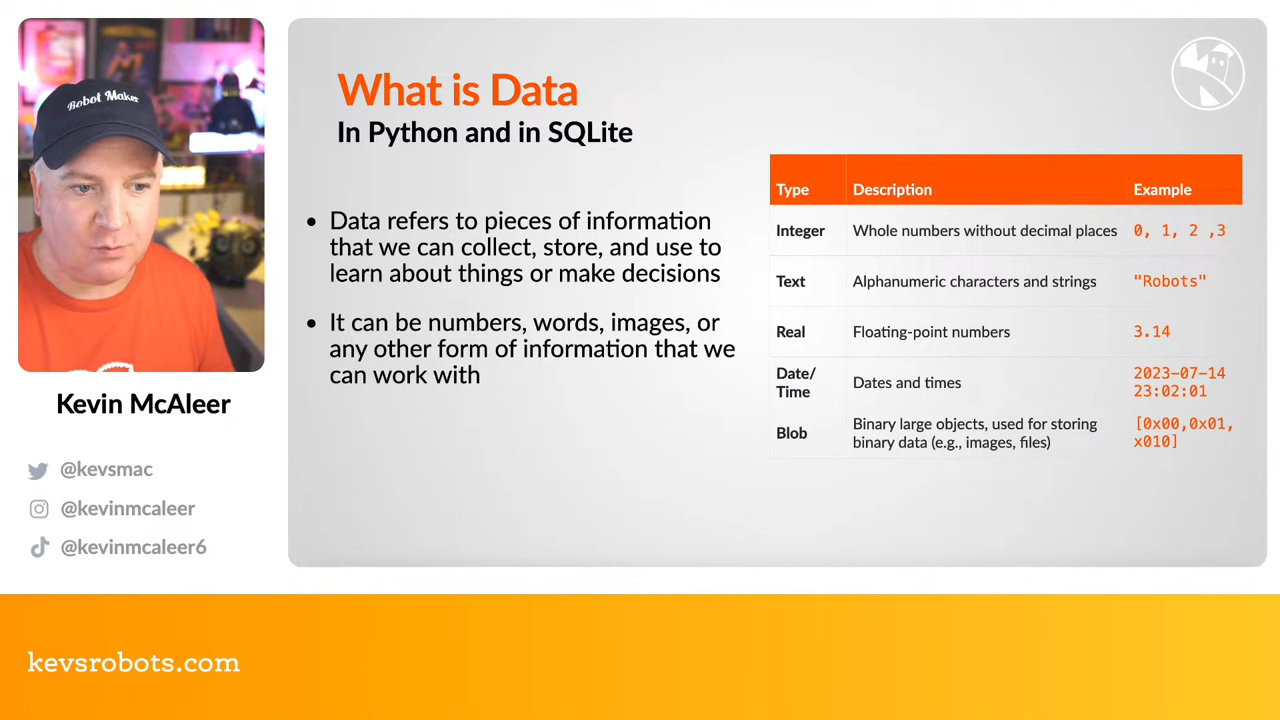 Robot Maker
Kevin McAleer
@kevsmac
@kevinmcaleer
@kevinmcaleer6
What is Data
In Python and in SQLite
• Data refers to pieces of information
that we can collect, store, and use to
learn about things or make decisions
• It can be numbers, words, images, or
any other form of information that we
can work with
Type Description Example
Integer Whole numbers without decimal places 0, 1, 2 ,3
Text Alphanumeric characters and strings "Robots"
Real Floating-point numbers 3.14
Date/
Time
Dates and times
2023-07-14
23:02:01
Blob
Binary large objects, used for storing
binary data (e.g., images, files)
[0x00,0x01,
x010]
kevsrobots.com